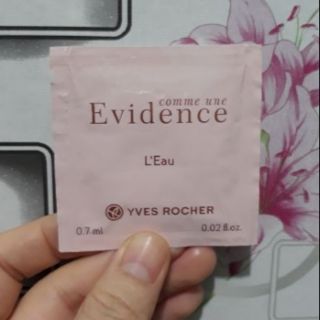 comme une
Evidence
L'Eau
YVES ROCHER
0.7 ml 0.02 fl.oz.